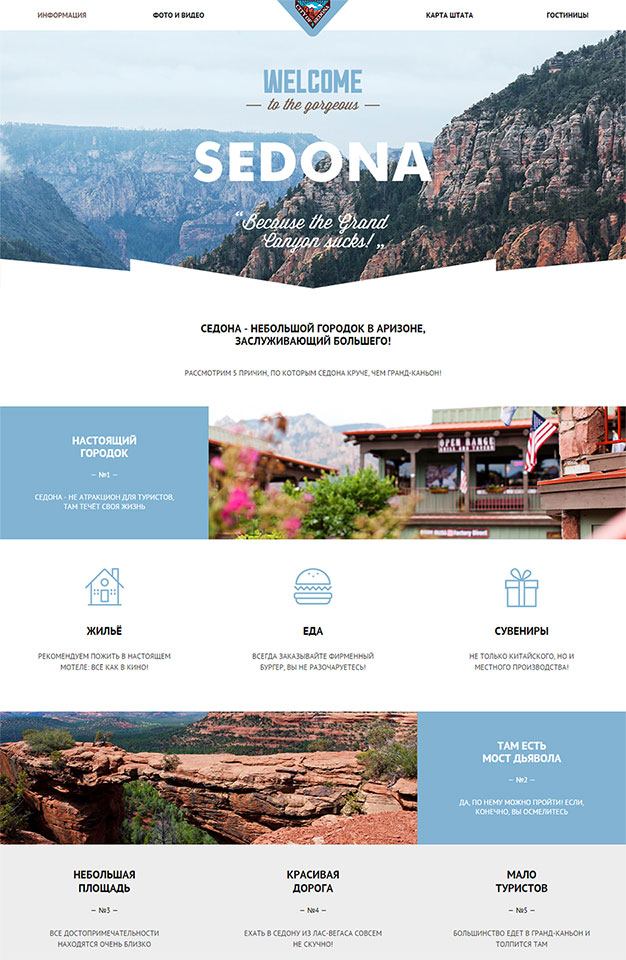 ИНФОРМАЦИЯ
ФОТО И ВИДЕО
КАРТА ШТАТА
ГОСТИНИЦЫ
WELCOME
— to the gorgeous —
SEDONA
“Because the Grand
Canyon sucks!„
СЕДОНА - НЕБОЛЬШОЙ ГОРОДОК В АРИЗОНЕ,
ЗАСЛУЖИВАЮЩИЙ БОЛЬШЕГО!
РАССМОТРИМ 5 ПРИЧИН, ПО КОТОРЫМ СЕДОНА КРУЧЕ, ЧЕМ ГРАНД-КАНЬОН!
НАСТОЯЩИЙ
ГОРОДОК
— №1 —
СЕДОНА - НЕ АТРАКЦИОН ДЛЯ ТУРИСТОВ,
ТАМ ТЕЧЁТ СВОЯ ЖИЗНЬ
OPEN RANGE
GRILL AND TAVERN
Factory Direct
ЖИЛЬЁ
РЕКОМЕНДУЕМ ПОЖИТЬ В НАСТОЯЩЕМ
МОТЕЛЕ: ВСЁ КАК В КИНО!
ЕДА
ВСЕГДА ЗАКАЗЫВАЙТЕ ФИРМЕННЫЙ
БУРГЕР, ВЫ НЕ РАЗОЧАРУЕТЕСЬ!
СУВЕНИРЫ
НЕ ТОЛЬКО КИТАЙСКОГО, НО И
МЕСТНОГО ПРОИЗВОДСТВА!
ТАМ ЕСТЬ
МОСТ ДЬЯВОЛА
— №2 —
ДА, ПО НЕМУ МОЖНО ПРОЙТИ! ЕСЛИ,
КОНЕЧНО, ВЫ ОСМЕЛИТЕСЬ
НЕБОЛЬШАЯ
ПЛОЩАДЬ
— №3 —
ВСЕ ДОСТОПРИМЕЧАТЕЛЬНОСТИ
НАХОДЯТСЯ ОЧЕНЬ БЛИЗКО
КРАСИВАЯ
ДОРОГА
— №4 —
ЕХАТЬ В СЕДОНУ ИЗ ЛАС-ВЕГАСА СОВСЕМ
НЕ СКУЧНО!
МАЛО
ТУРИСТОВ
— №5 —
БОЛЬШИНСТВО ЕДЕТ В ГРАНД-КАНЬОН И
ТОЛПИТСЯ ТАМ